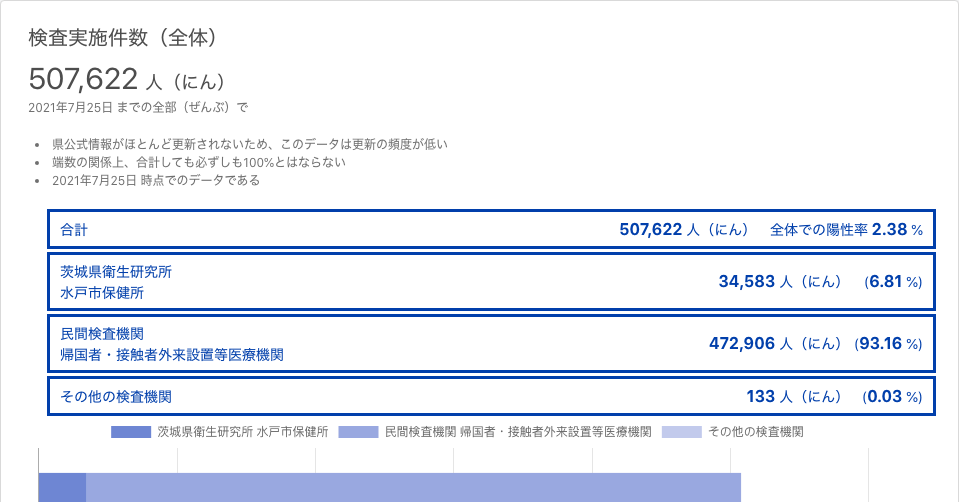 検査実施件数（全体）
507,622 人（にん）
2021年7月25日 までの全部（ぜんぶ）で
• 県公式情報がほとんど更新されないため、このデータは更新の頻度が低い
• 端数の関係上、合計しても必ずしも100%とはならない
• 2021年7月25日 時点でのデータである
合計 507,622 人（にん） 全体での陽性率 2.38 %
茨城県衛生研究所
水戸市保健所
34,583 人（にん） (6.81 %)
民間検査機関
帰国者・接触者外来設置等医療機関
472,906 人（にん） (93.16 %)
その他の検査機関 133 人（にん） (0.03 %)
茨城県衛生研究所 水戸市保健所 民間検査機関 帰国者・接触者外来設置等医療機関 その他の検査機関